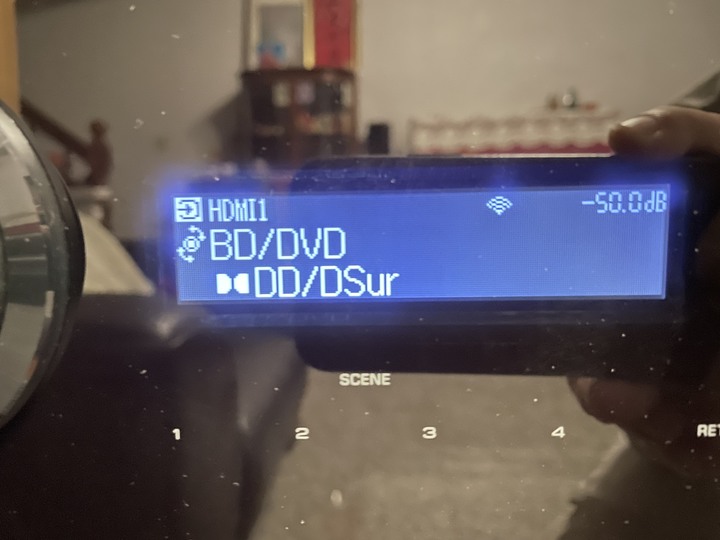 HDMI1 -50.0dB
BD/DVD
DD/DSur
SCENE
1 2 3 4 RET